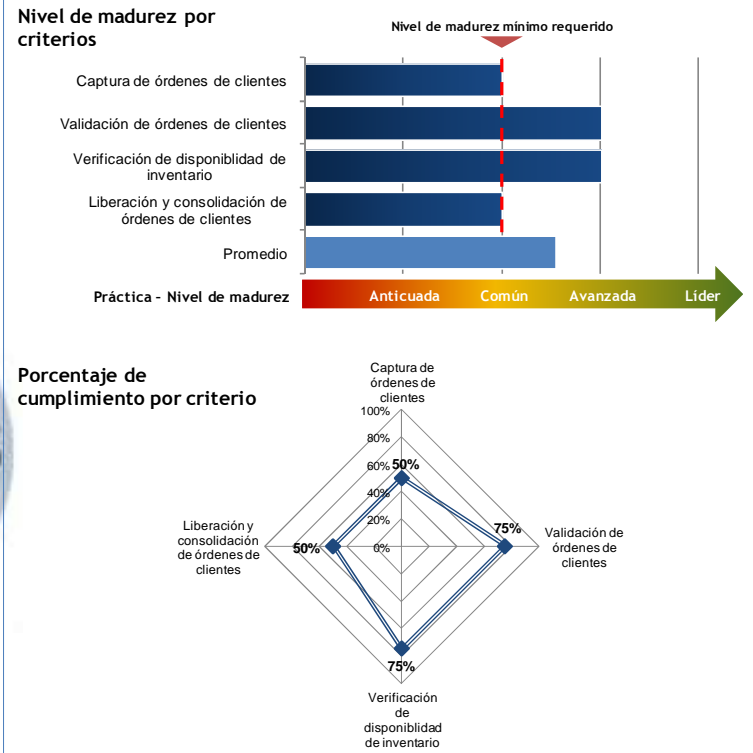 Nivel de madurez por
criterios
Nivel de madurez mínimo requerido
Captura de órdenes de clientes
Validación de órdenes de clientes
Verificación de disponiblidad de
inventario
Liberación y consolidación de
órdenes de clientes
Promedio
Práctica – Nivel de madurez
Anticuada
Común
Avanzada
Líder
Porcentaje de
cumplimiento por criterio
Captura de
órdenes de
clientes
100%
80%
60%
40%
20%
0%
50%
75%
75%
50%
Validación de
órdenes de
clientes
Liberación y
consolidación
de órdenes de
clientes
Verificación
de
disponiblidad
de inventario